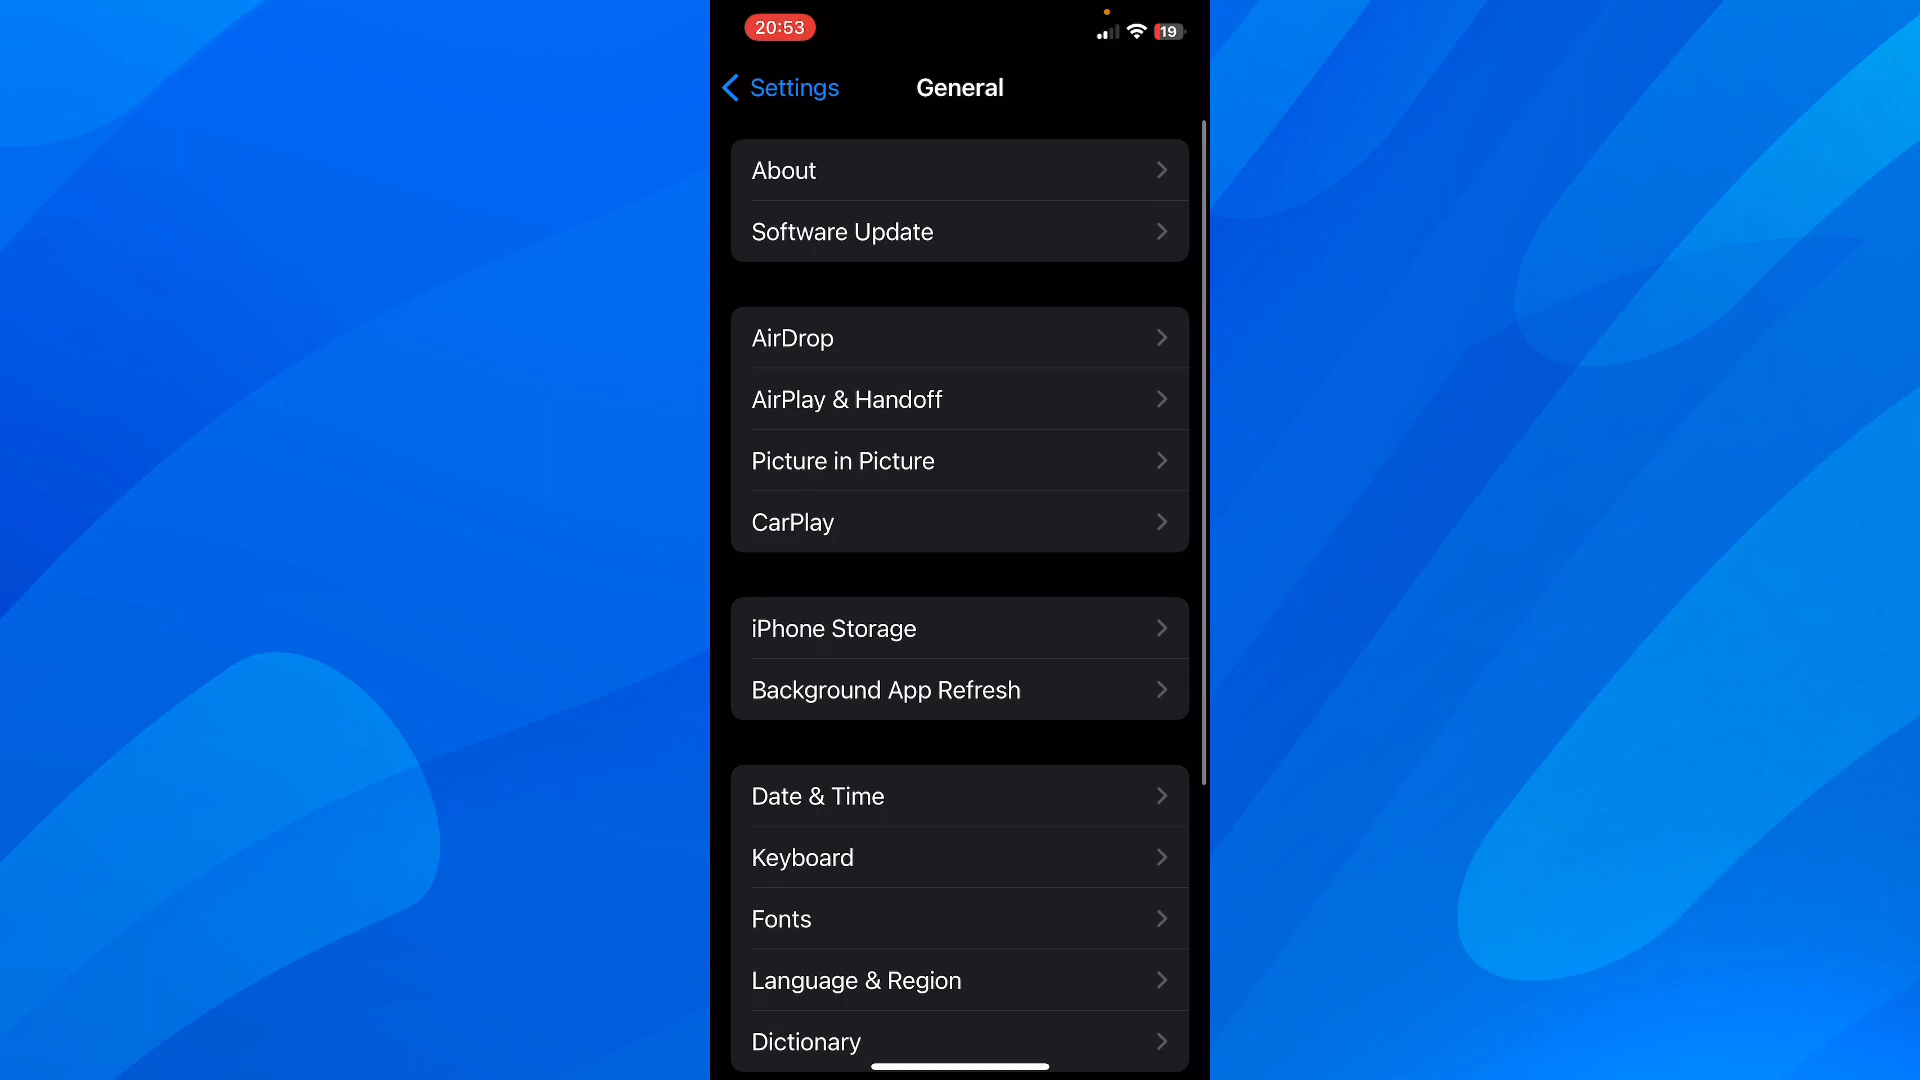 20:53
19
Settings
General
About
Software Update
AirDrop
AirPlay & Handoff
Picture in Picture
CarPlay
iPhone Storage
Background App Refresh
Date & Time
Keyboard
Fonts
Language & Region
Dictionary